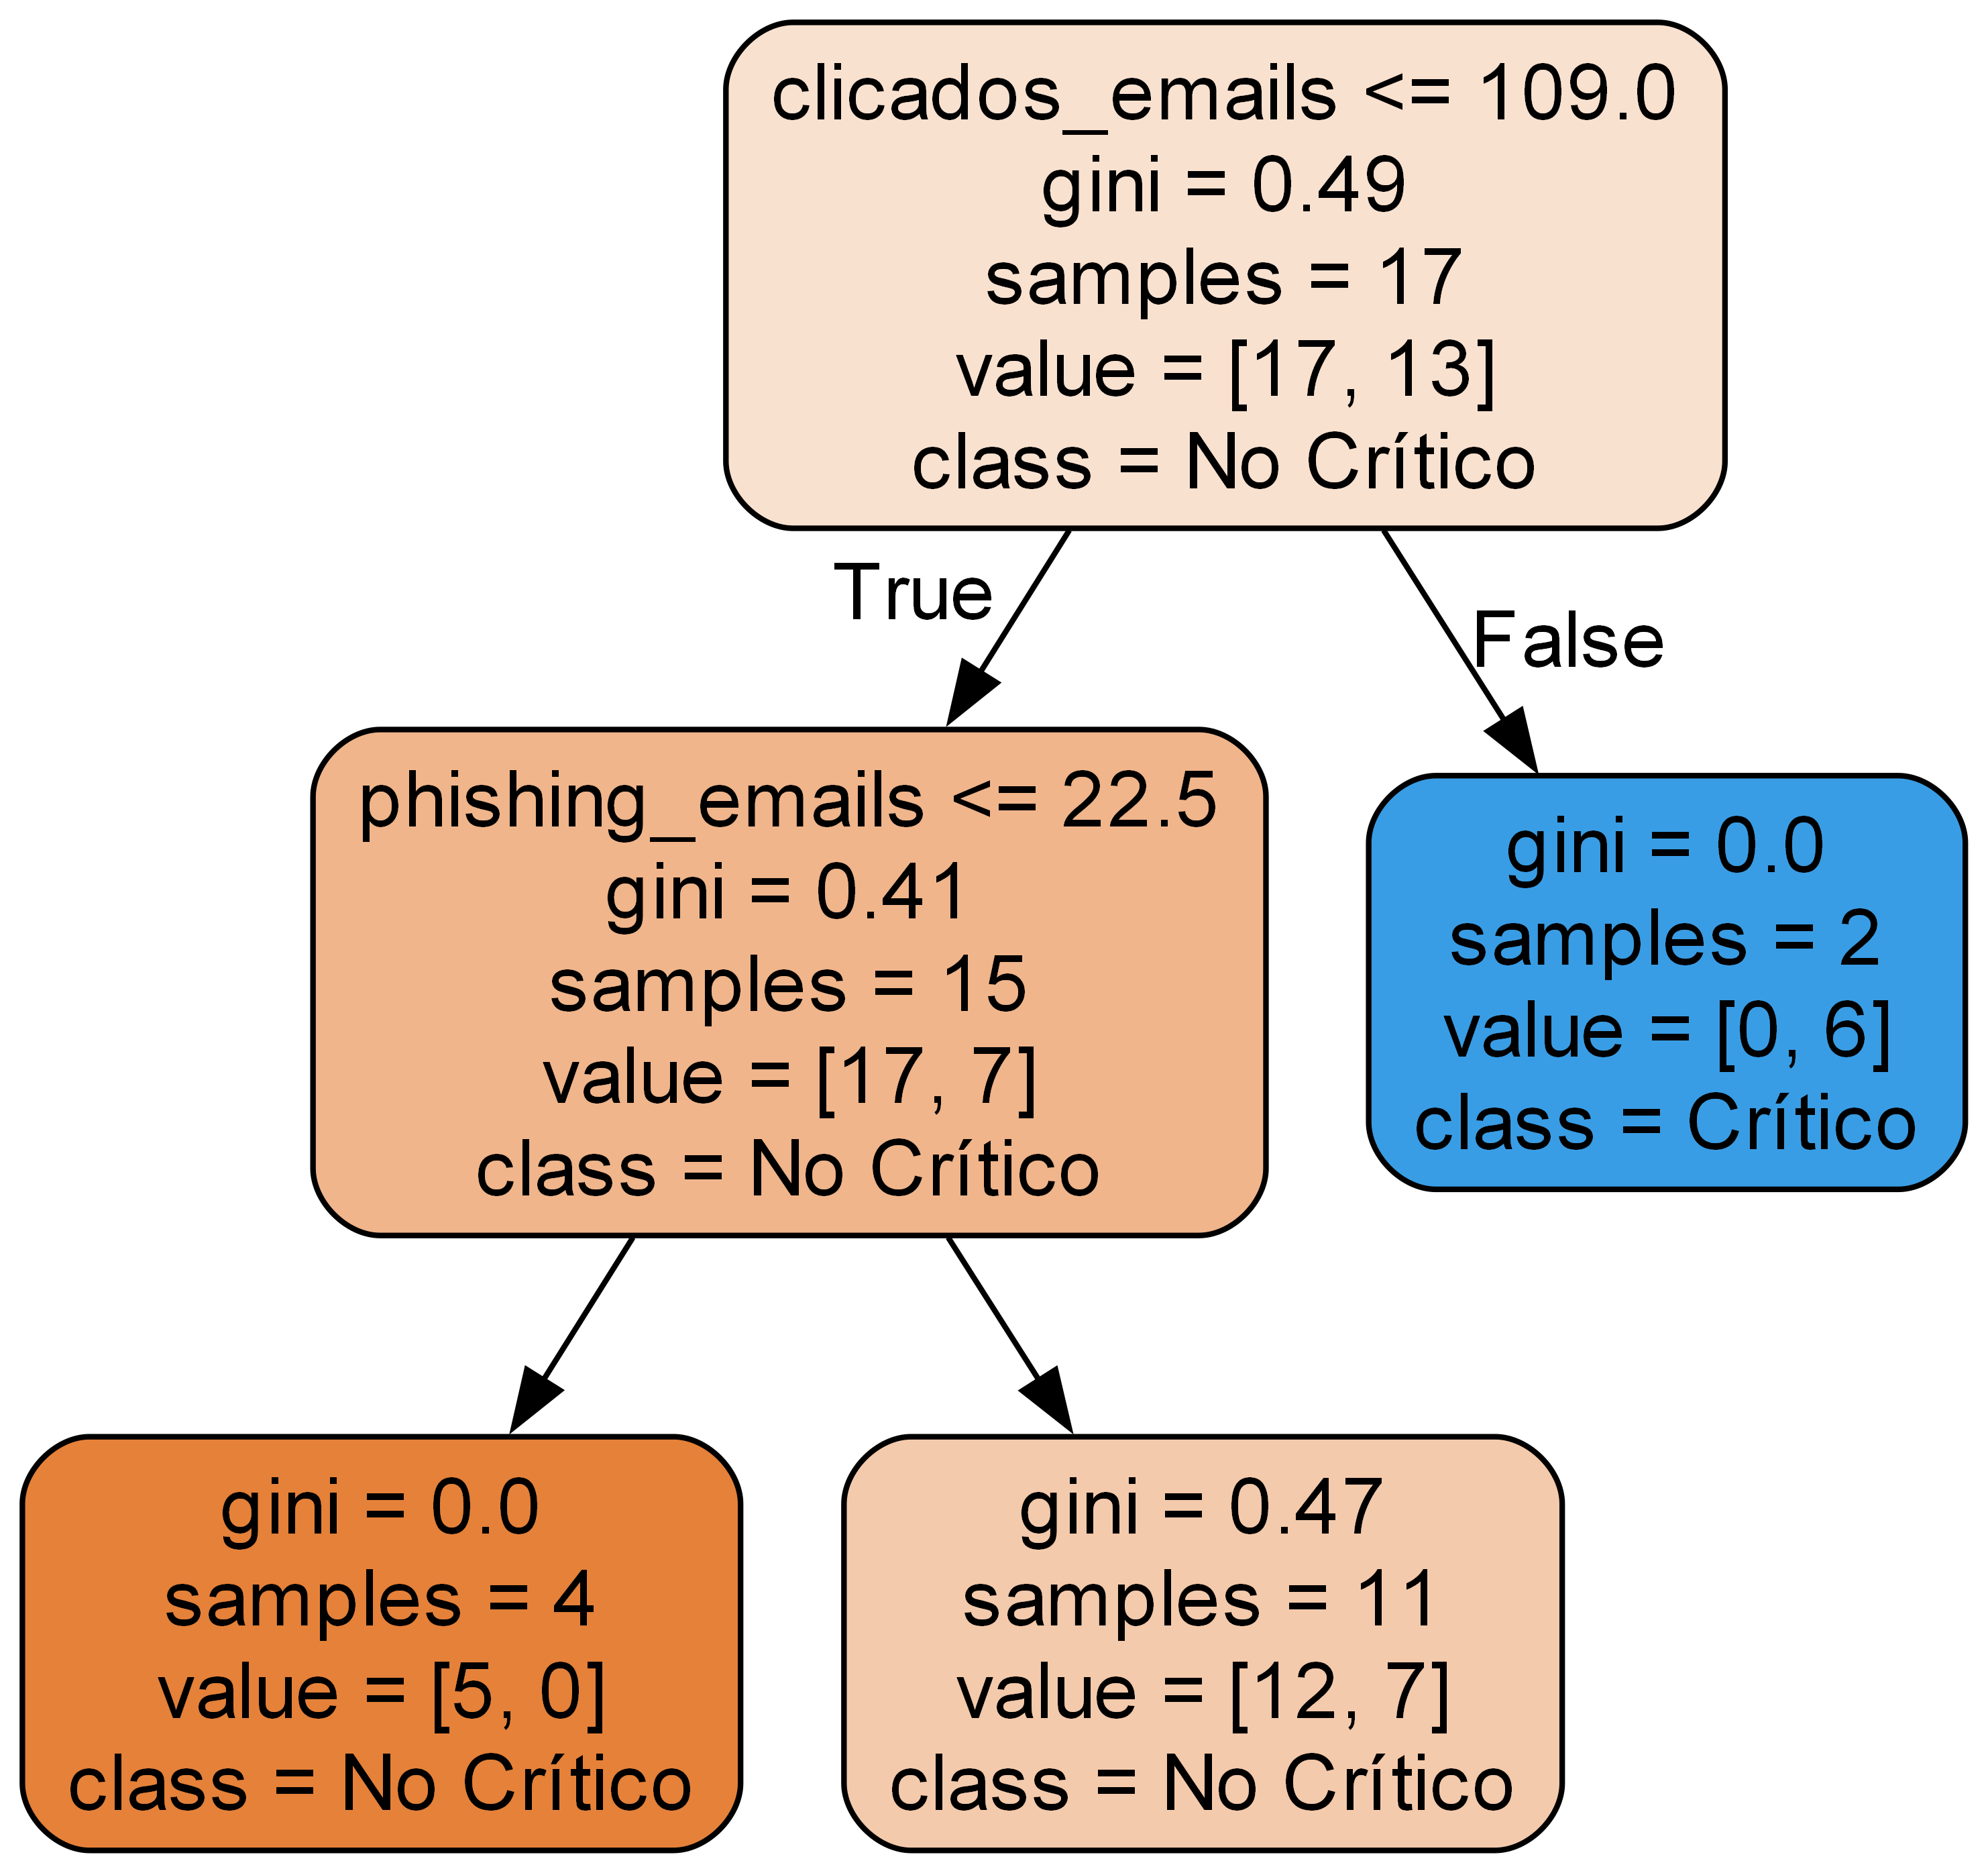 clicados_emails <= 109.0
gini = 0.49
samples = 17
value = [17, 13]
class = No Crítico
True
False
phishing_emails <= 22.5
gini = 0.41
samples = 15
value = [17, 7]
class = No Crítico
gini = 0.0
samples = 2
value = [0, 6]
class = Crítico
gini = 0.0
samples = 4
value = [5, 0]
class = No Crítico
gini = 0.47
samples = 11
value = [12, 7]
class = No Crítico